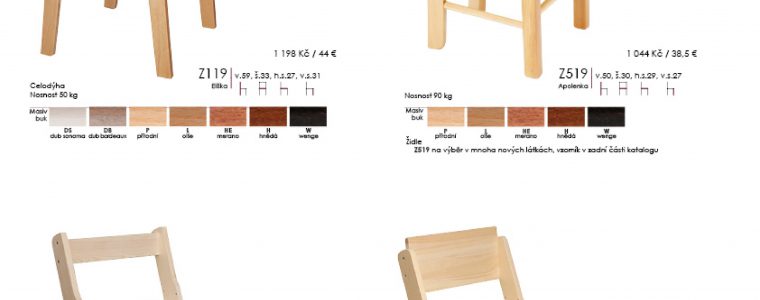 1 198 Kč / 44 €
Z119 v.59, š.33, h.s.27, v.s.31
Eliška
Celodýha
Nosnost 50 kg
Masiv
buk
DS DB P L HE H W
dub sonoma dub bardeaux přírodní olše merano hnědá wenge
1 044 Kč / 38,5 €
Z519 v.50, š.30, h.s.29, v.s.27
Apolenka
Nosnost 90 kg
Masiv
buk
P L HE H W
přírodní olše merano hnědá wenge
Židle
Z519 na výběr v mnoha nových látkách, vzorník v zadní části katalogu